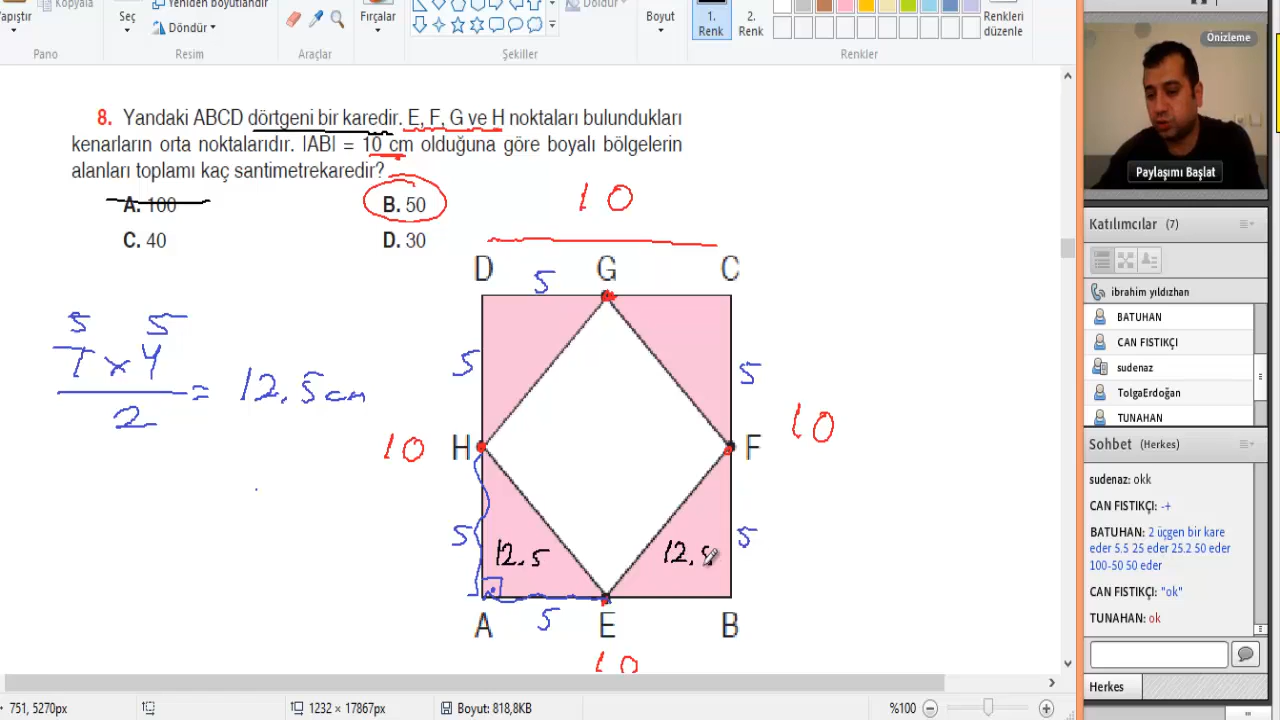 Yapıştır
Kopyala
Pano
Seç
Yeniden boyutlandır
Döndür
Resim
Araçlar
Fırçalar
Şekiller
Doldur
Boyut
1.
Renk
2.
Renk
Renkleri
düzenle
Renkler
8. Yandaki ABCD dörtgeni bir karedir. E, F, G ve H noktaları bulundukları
kenarların orta noktalarıdır. |AB| = 10 cm olduğuna göre boyalı bölgelerin
alanları toplamı kaç santimetrekaredir?
A. 100
B. 50
C. 40
D. 30
10
D
G
C
5
5
5
5 5
T x Y
2
= 12,5 cm
10
H
F
10
5
12.5
12,5
5
A
5
E
B
10
751, 5270px
1232 × 17867px
Boyut: 818,8KB
%100
Önizleme
Paylaşımı Başlat
Katılımcılar (7)
ibrahim yıldızhan
BATUHAN
CAN FISTIKÇI
sudenaz
TolgaErdoğan
TUNAHAN
Sohbet (Herkes)
sudenaz: okk
CAN FISTIKÇI: -+
BATUHAN: 2 üçgen bir kare
eder 5.5 25 eder 25.2 50 eder
100-50 50 eder
CAN FISTIKÇI: "ok"
TUNAHAN: ok
Herkes